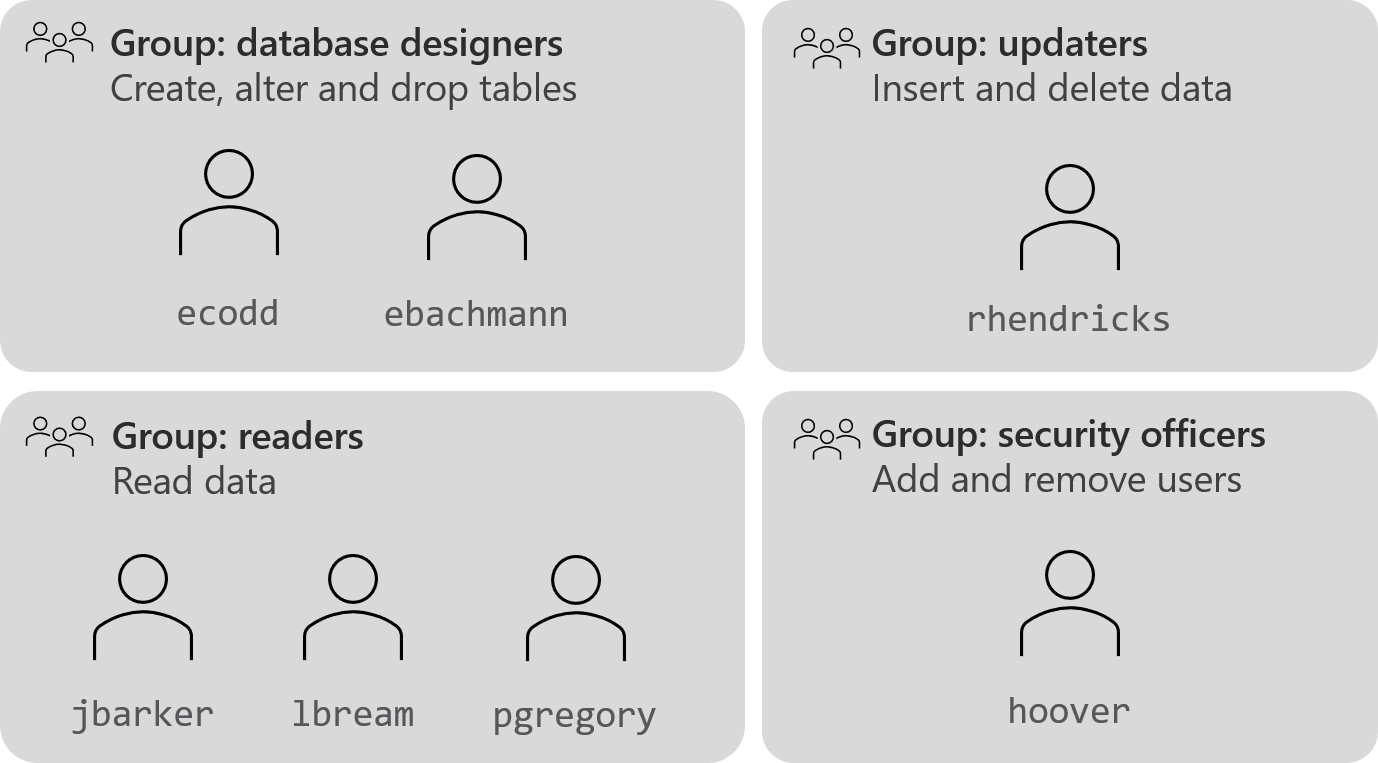 Group: database designers
Create, alter and drop tables
ecodd
ebachmann
Group: updaters
Insert and delete data
rhendricks
Group: readers
Read data
jbarker
lbream
pgregory
Group: security officers
Add and remove users
hoover